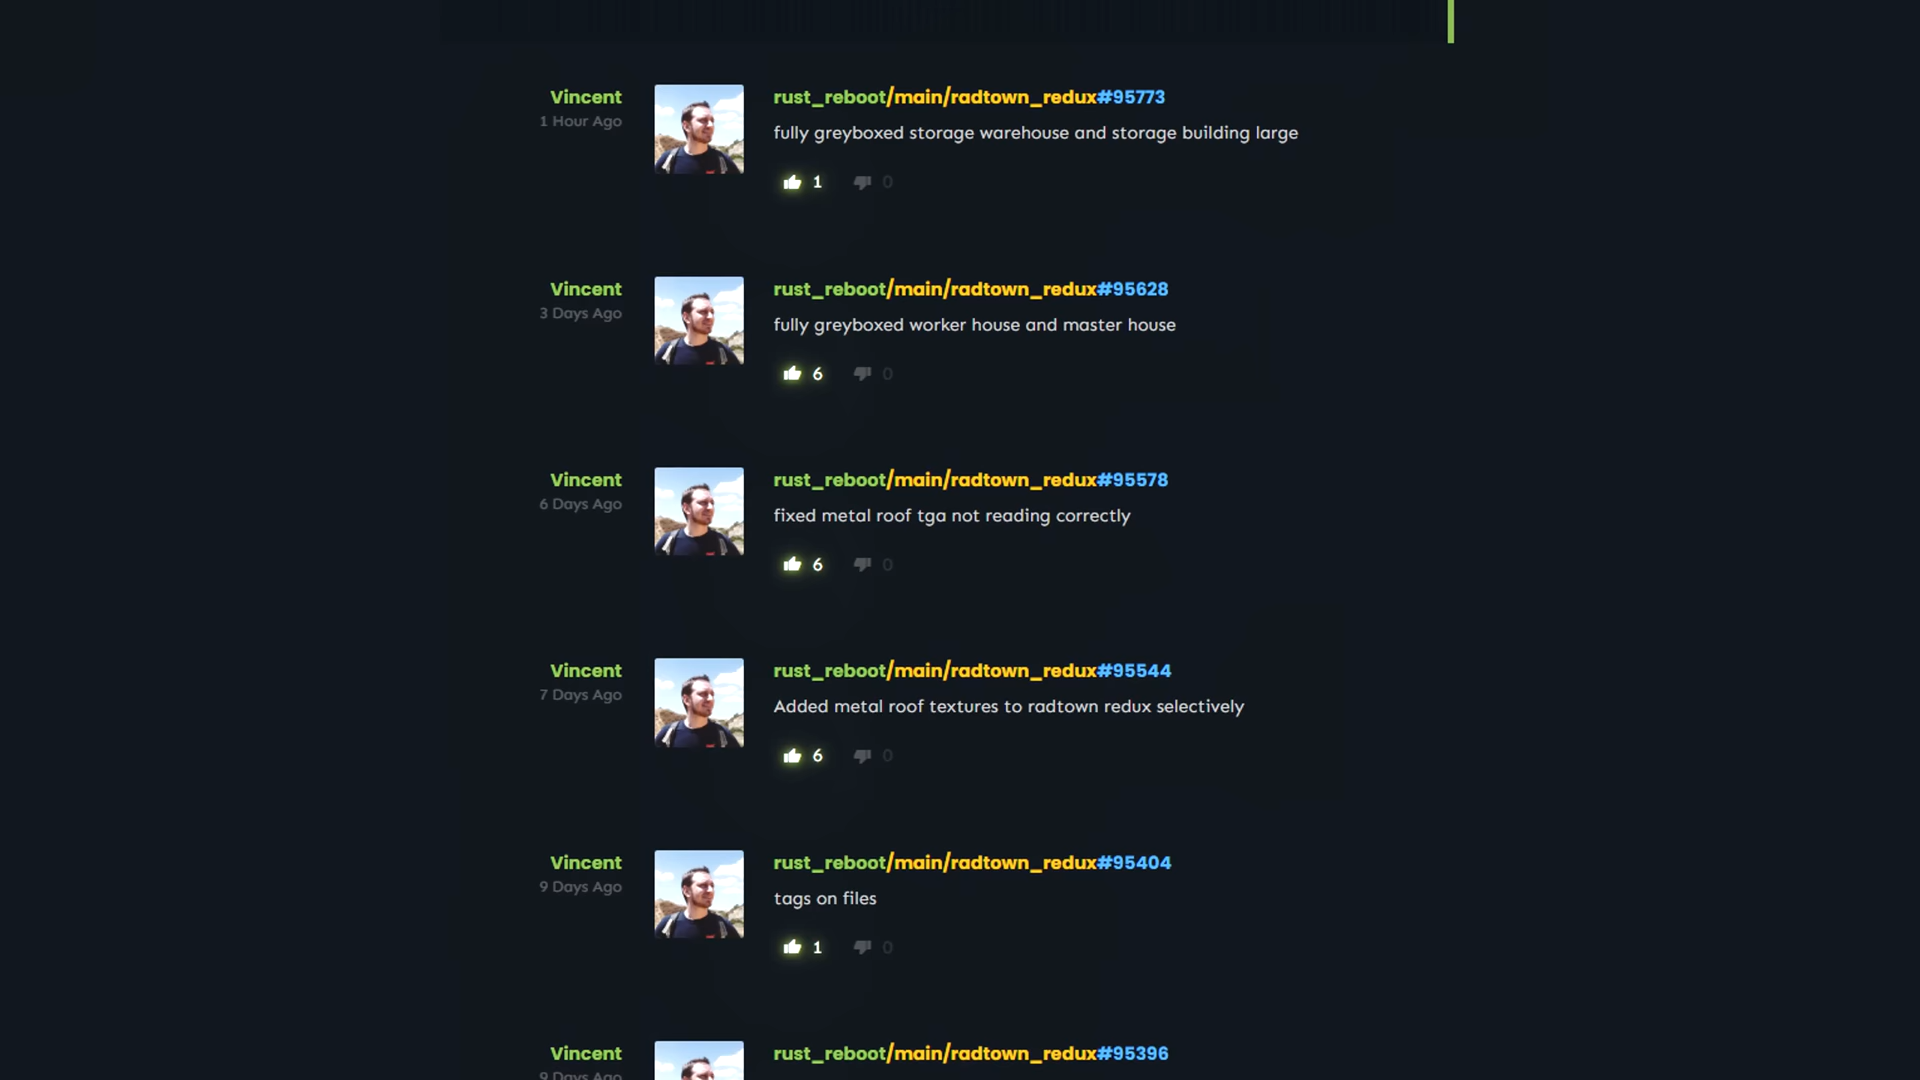 Vincent
1 Hour Ago
rust_reboot/main/radtown_redux#95773
fully greyboxed storage warehouse and storage building large
1 0
Vincent
3 Days Ago
rust_reboot/main/radtown_redux#95628
fully greyboxed worker house and master house
6 0
Vincent
6 Days Ago
rust_reboot/main/radtown_redux#95578
fixed metal roof tga not reading correctly
6 0
Vincent
7 Days Ago
rust_reboot/main/radtown_redux#95544
Added metal roof textures to radtown redux selectively
6 0
Vincent
9 Days Ago
rust_reboot/main/radtown_redux#95404
tags on files
1 0
Vincent
9 Days Ago
rust_reboot/main/radtown_redux#95396